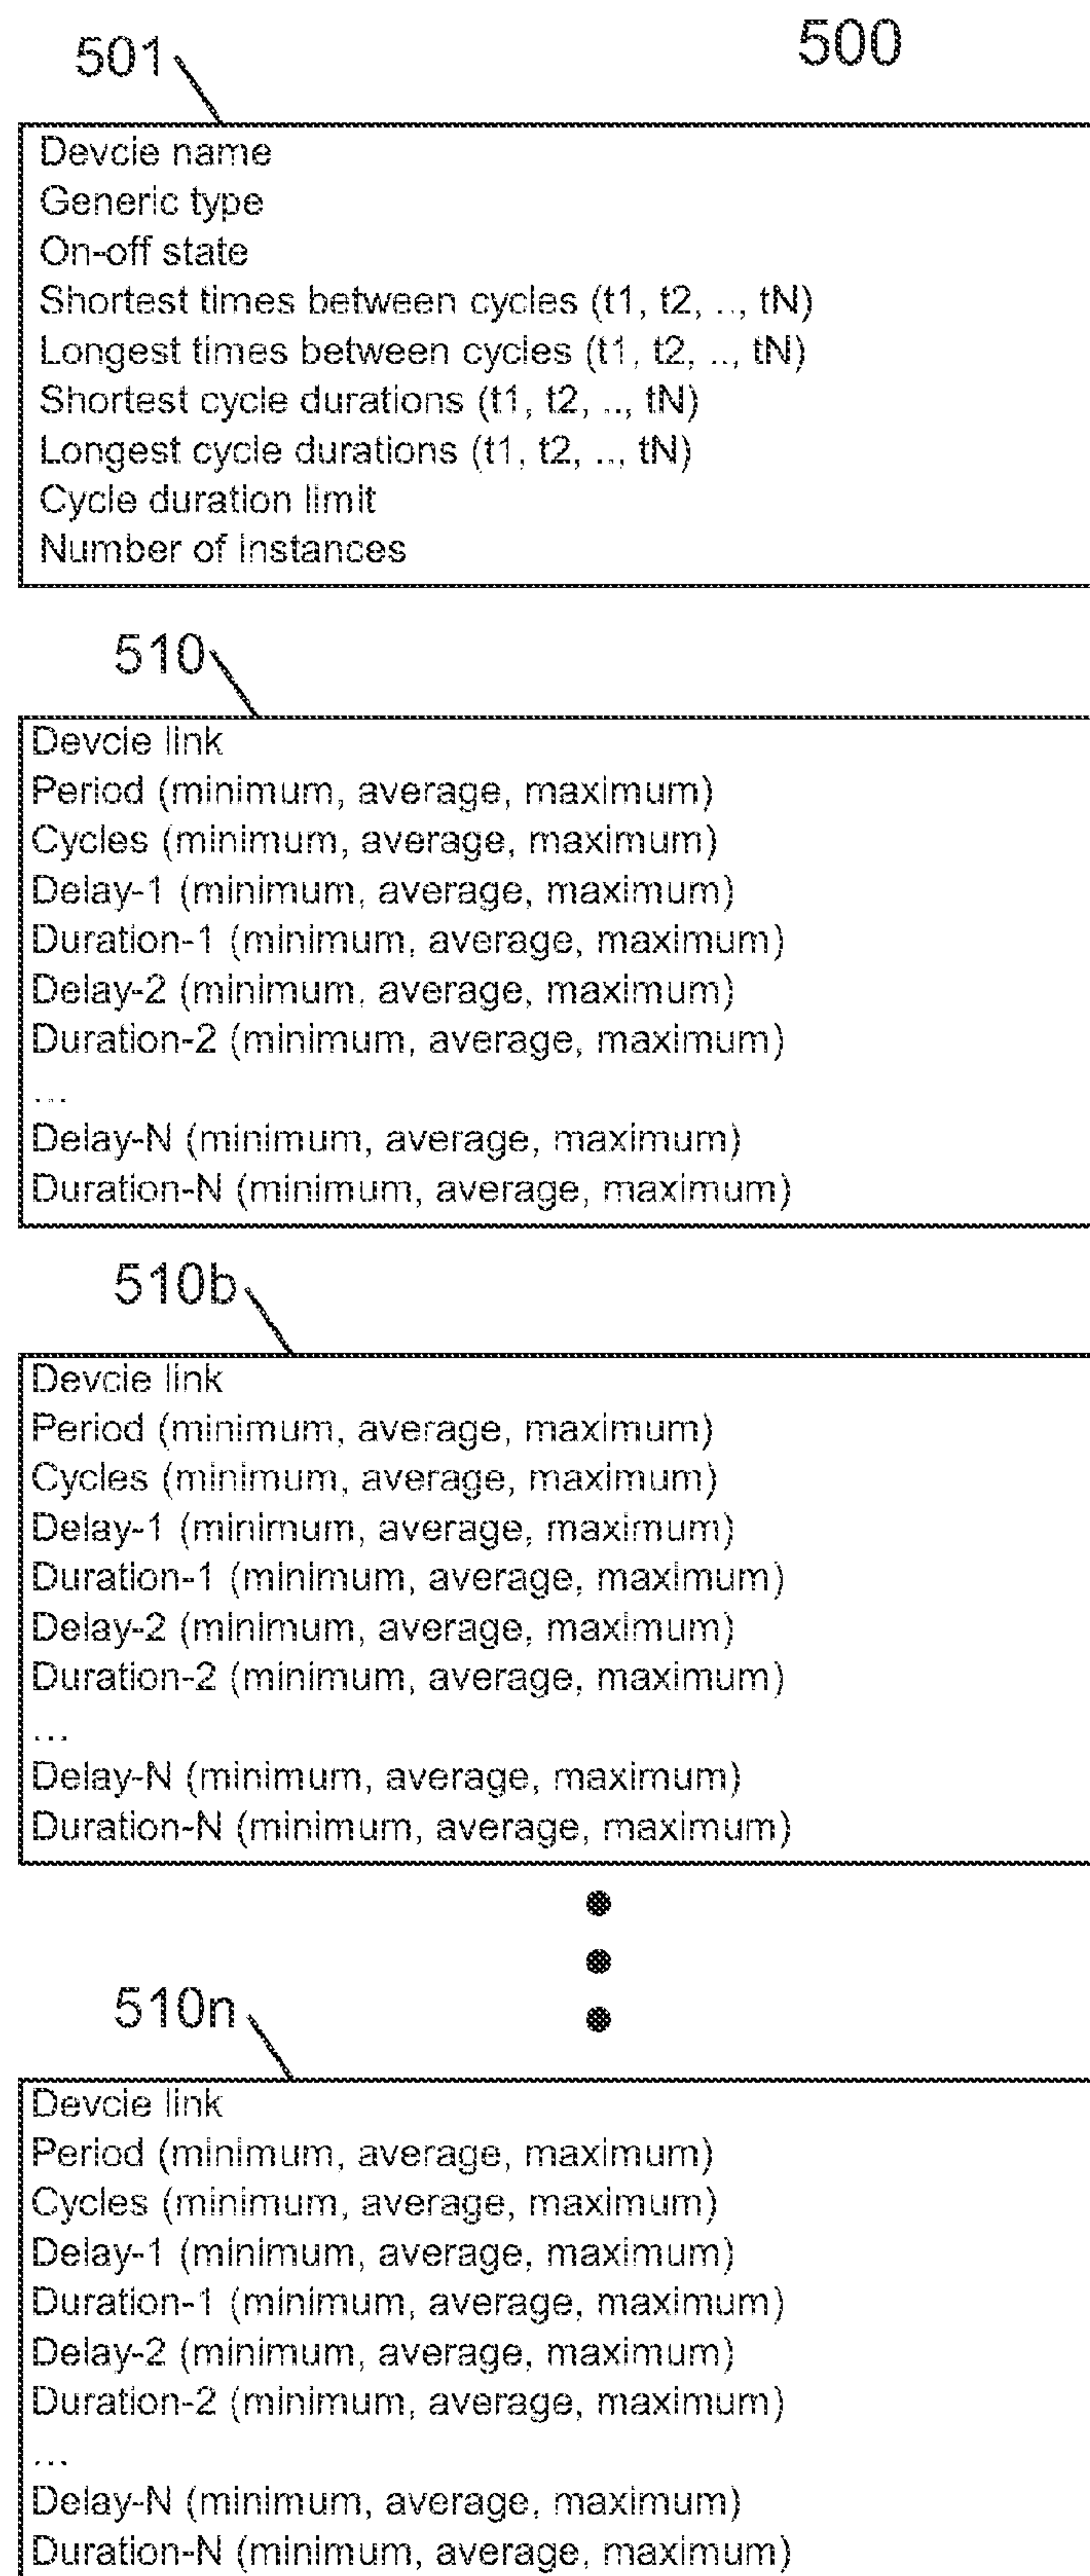 500
501
Devcie name
Generic type
On-off state
Shortest times between cycles (t1, t2, .., tN)
Longest times between cycles (t1, t2, .., tN)
Shortest cycle durations (t1, t2, .., tN)
Longest cycle durations (t1, t2, .., tN)
Cycle duration limit
Number of instances
510
Devcie link
Period (minimum, average, maximum)
Cycles (minimum, average, maximum)
Delay-1 (minimum, average, maximum)
Duration-1 (minimum, average, maximum)
Delay-2 (minimum, average, maximum)
Duration-2 (minimum, average, maximum)
...
Delay-N (minimum, average, maximum)
Duration-N (minimum, average, maximum)
510b
Devcie link
Period (minimum, average, maximum)
Cycles (minimum, average, maximum)
Delay-1 (minimum, average, maximum)
Duration-1 (minimum, average, maximum)
Delay-2 (minimum, average, maximum)
Duration-2 (minimum, average, maximum)
...
Delay-N (minimum, average, maximum)
Duration-N (minimum, average, maximum)
510n
Devcie link
Period (minimum, average, maximum)
Cycles (minimum, average, maximum)
Delay-1 (minimum, average, maximum)
Duration-1 (minimum, average, maximum)
Delay-2 (minimum, average, maximum)
Duration-2 (minimum, average, maximum)
...
Delay-N (minimum, average, maximum)
Duration-N (minimum, average, maximum)